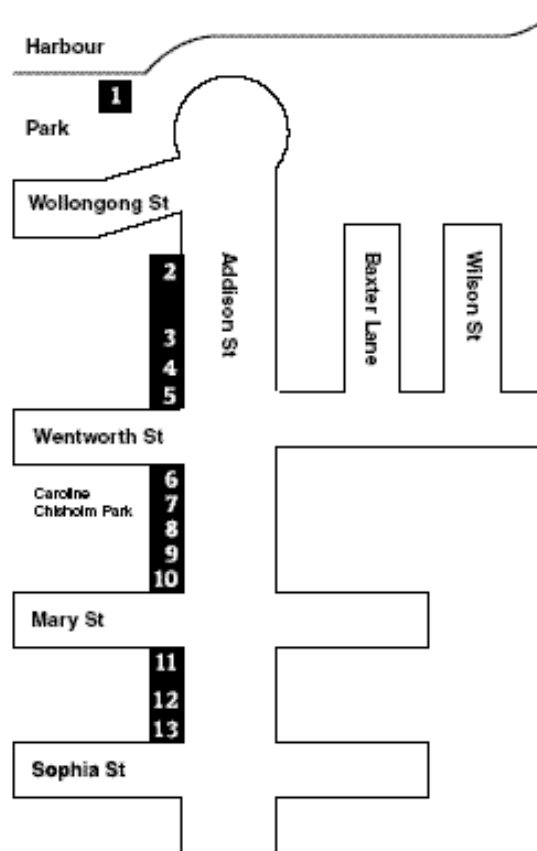 Harbour
1
Park
Wollongong St
Addison St
Baxter Lane
Wilson St
2
3
4
5
Wentworth St
6
Caroline
Chisholm Park
7
8
9
10
Mary St
11
12
13
Sophia St